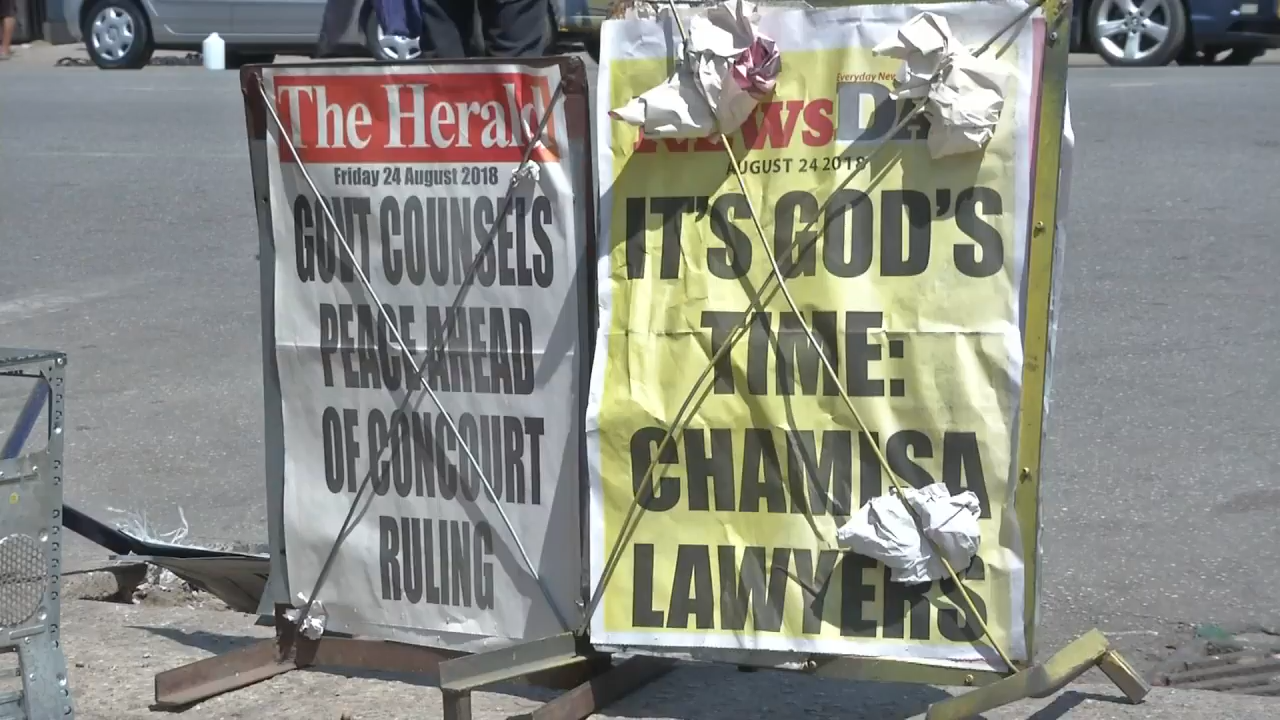 The Herald
Friday 24 August 2018
GOVT COUNSELS
PEACE AHEAD
OF CONCOURT
RULING
Everyday New
NewsDa
AUGUST 24 2018
IT'S GOD'S
TIME:
CHAMISA
LAWYERS